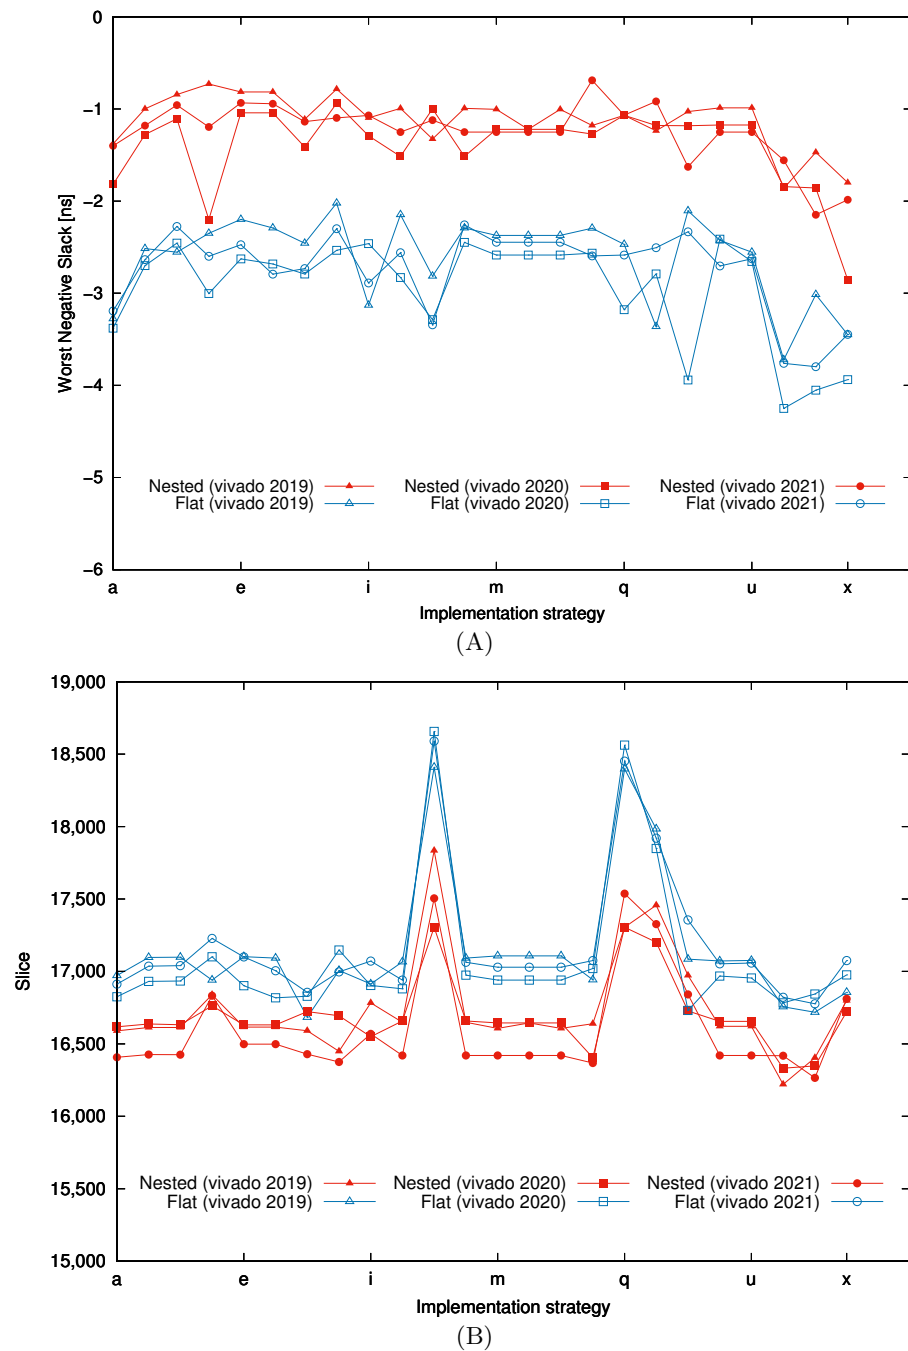 0
−1
−2
−3
−4
−5
−6
Worst Negative Slack [ns]
Nested (vivado 2019)
Flat (vivado 2019)
Nested (vivado 2020)
Flat (vivado 2020)
Nested (vivado 2021)
Flat (vivado 2021)
a e i m q u x
Implementation strategy
(A)
19,000
18,500
18,000
17,500
17,000
16,500
16,000
15,500
15,000
Slice
Nested (vivado 2019)
Flat (vivado 2019)
Nested (vivado 2020)
Flat (vivado 2020)
Nested (vivado 2021)
Flat (vivado 2021)
a e i m q u x
Implementation strategy
(B)